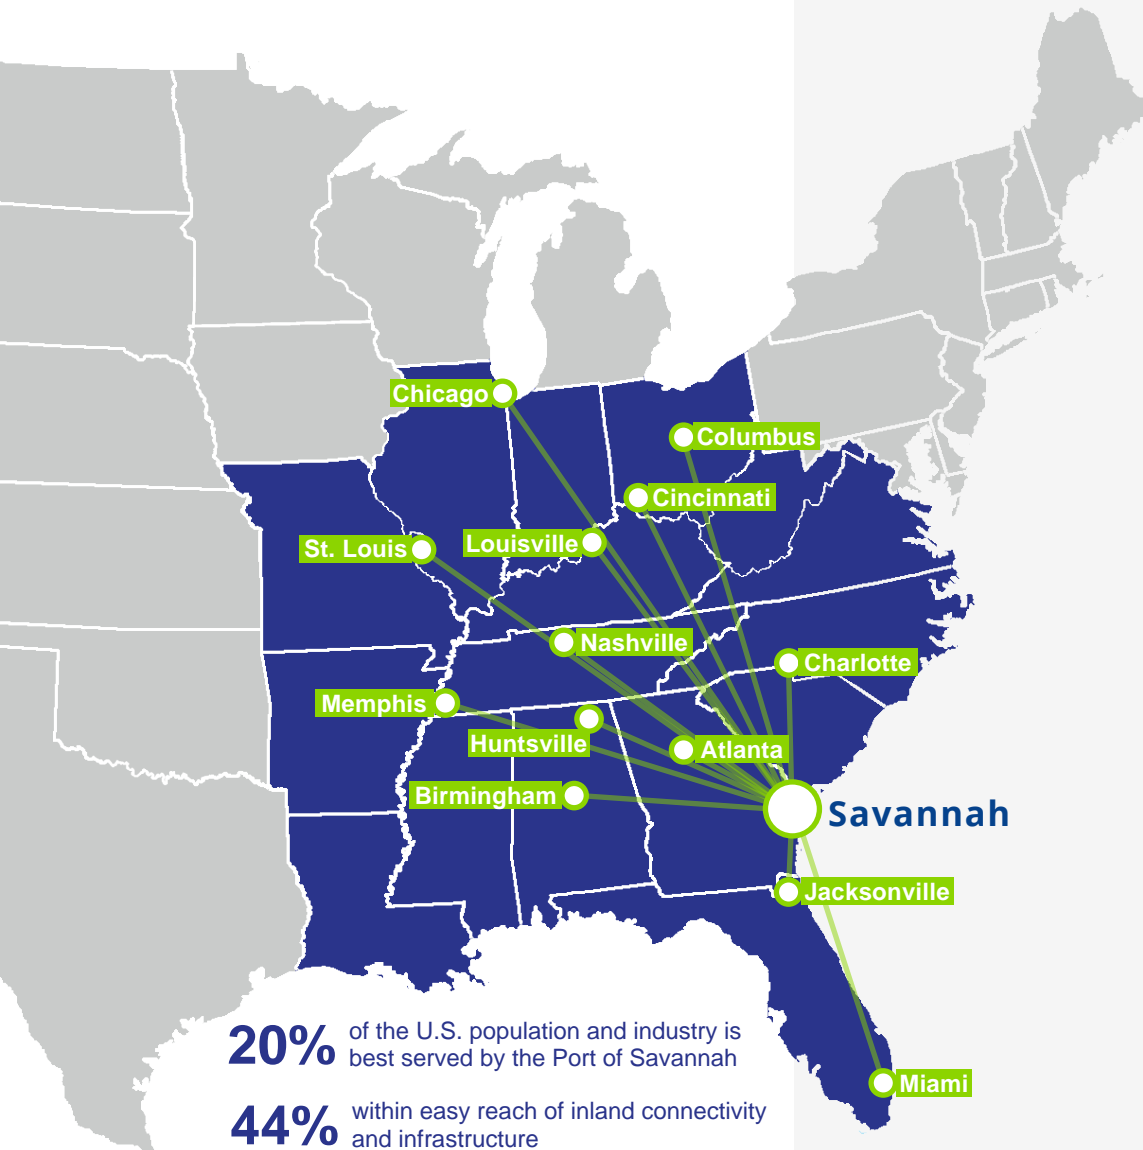 Chicago
Columbus
Cincinnati
St. Louis
Louisville
Nashville
Charlotte
Memphis
Huntsville
Atlanta
Birmingham
Savannah
Jacksonville
20%
of the U.S. population and industry is
best served by the Port of Savannah
Miami
44%
within easy reach of inland connectivity
and infrastructure